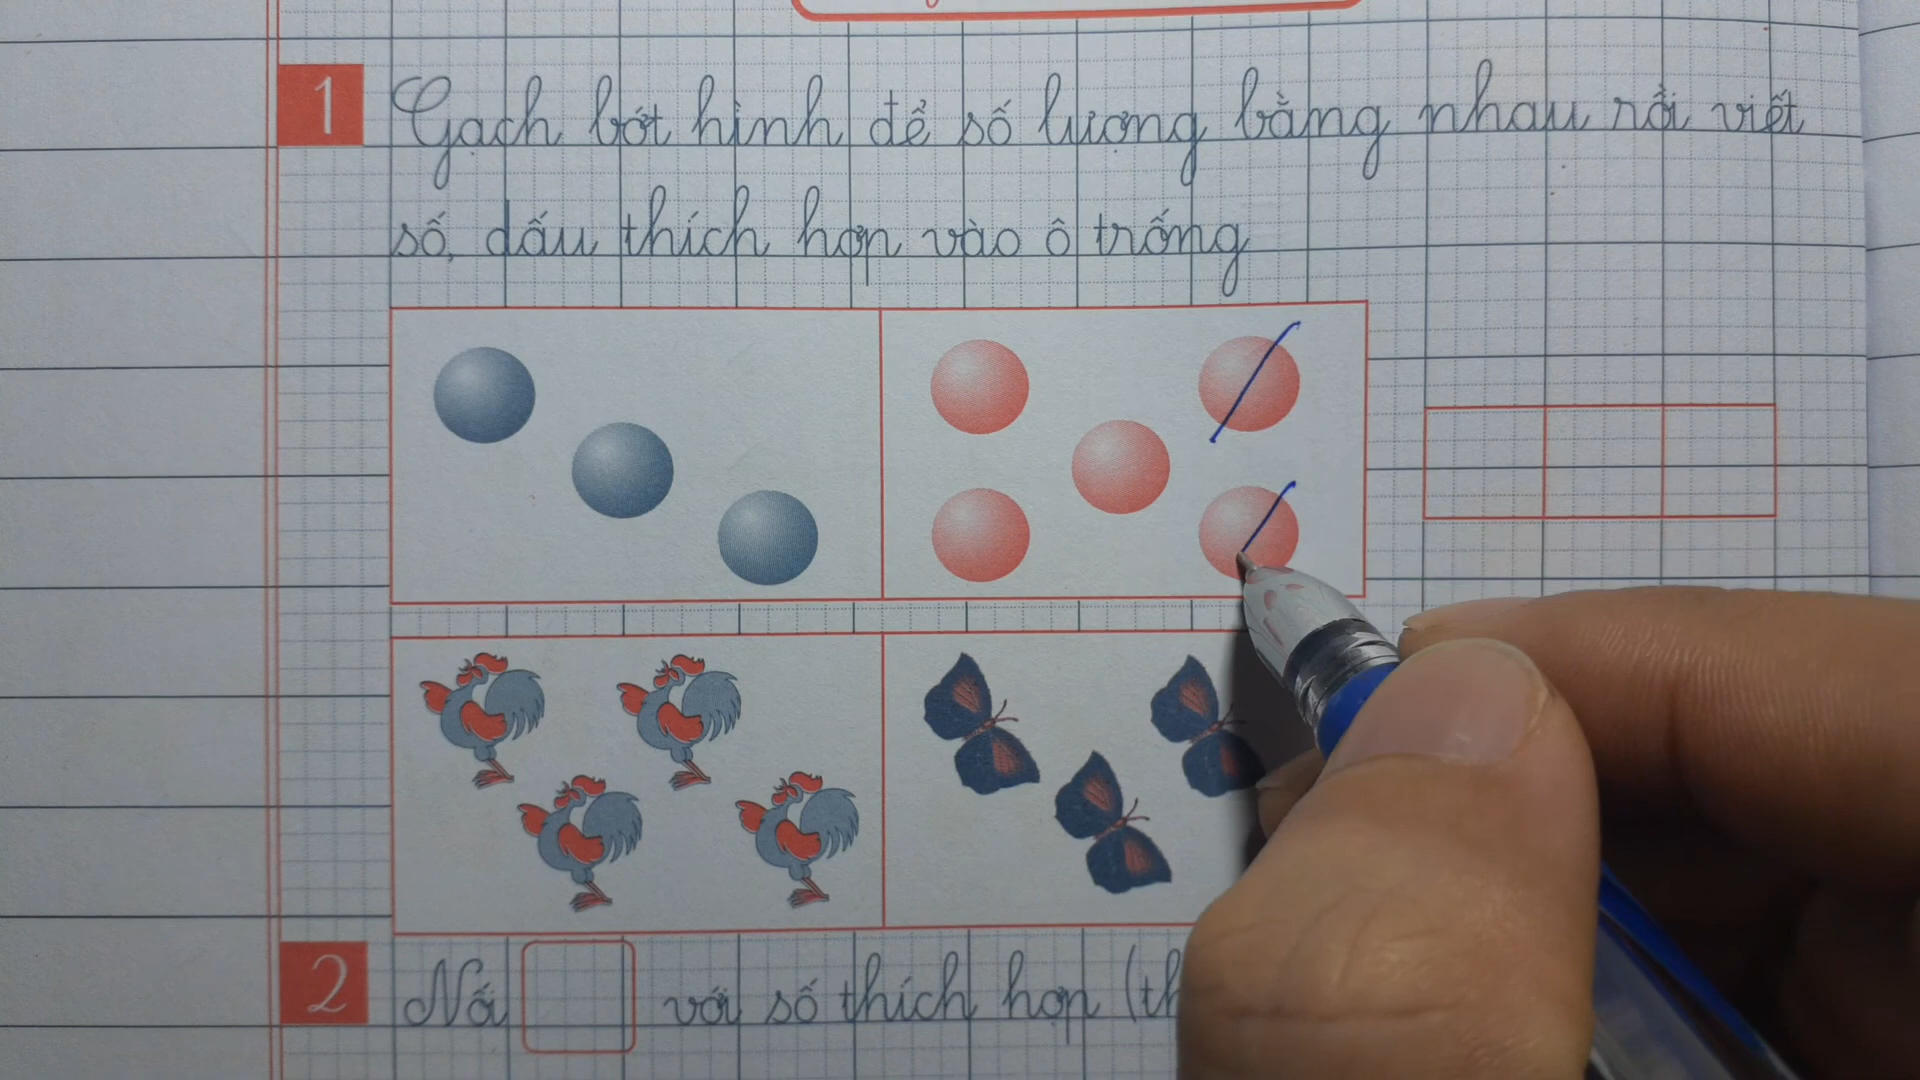 1 Gạch bớt hình để số lượng bằng nhau rồi viết
số, dấu thích hợp vào ô trống
2 Nối với số thích hợp (th